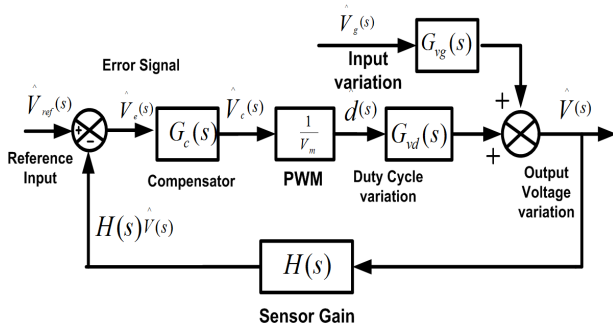 V̂g(s)
Gvg(s)
Input
variation
Error Signal
V̂ref(s)
+
−
V̂e(s)
Gc(s)
V̂c(s)
1
Vm
d̂(s)
Gvd(s)
+
+
V̂(s)
Reference
Input
Compensator
PWM
Duty Cycle
variation
Output
Voltage
variation
H(s)V̂(s)
H(s)
Sensor Gain